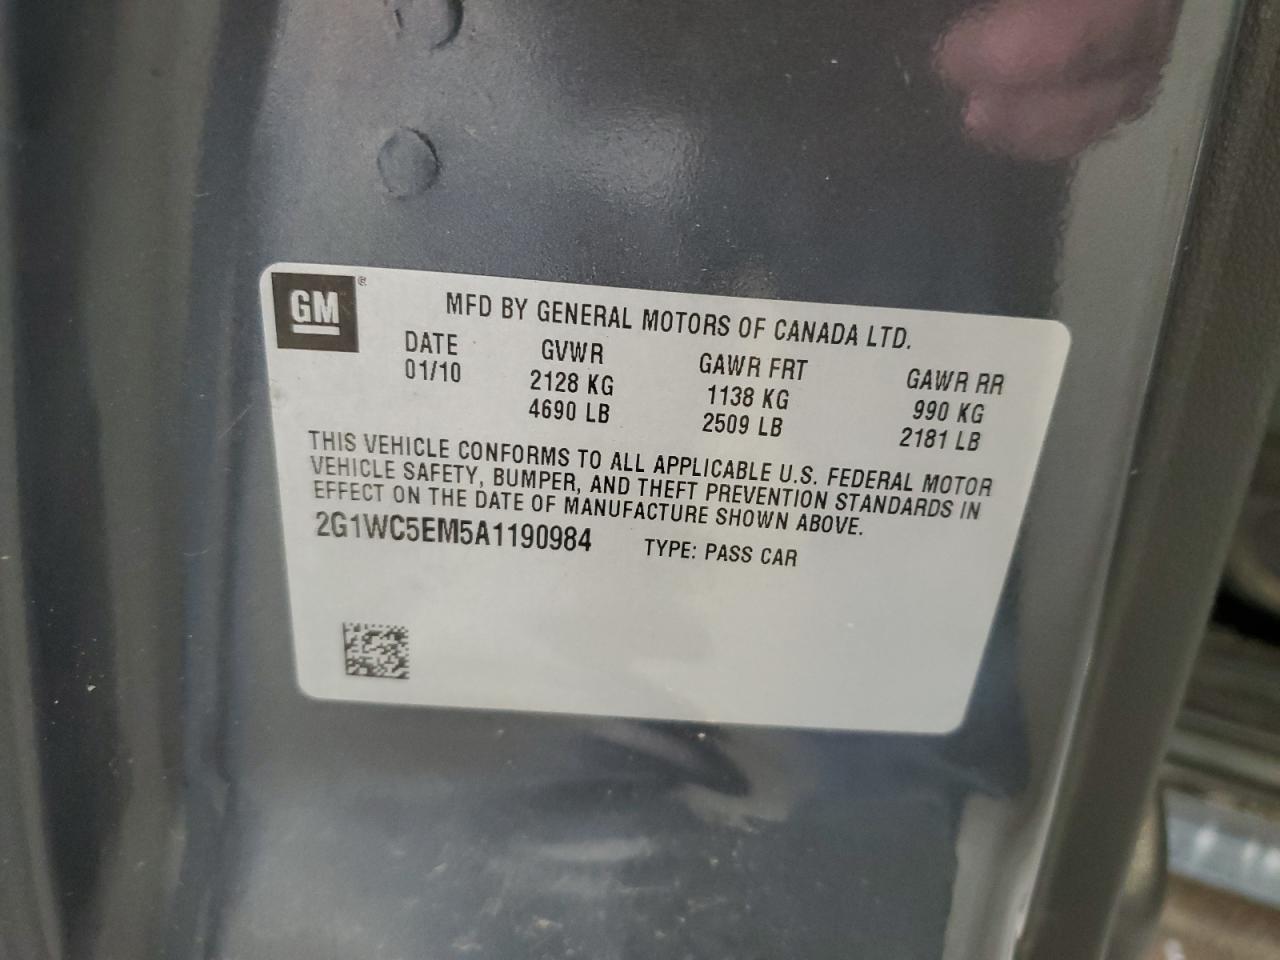 GM ®
MFD BY GENERAL MOTORS OF CANADA LTD.
DATE GVWR GAWR FRT GAWR RR
01/10 2128 KG 1138 KG 990 KG
4690 LB 2509 LB 2181 LB
THIS VEHICLE CONFORMS TO ALL APPLICABLE U.S. FEDERAL MOTOR
VEHICLE SAFETY, BUMPER, AND THEFT PREVENTION STANDARDS IN
EFFECT ON THE DATE OF MANUFACTURE SHOWN ABOVE.
2G1WC5EM5A1190984 TYPE: PASS CAR